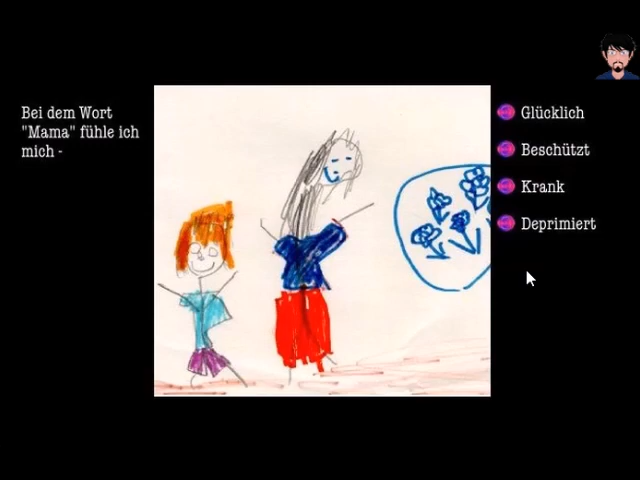 Bei dem Wort
"Mama" fühle ich
mich -
Glücklich
Beschützt
Krank
Deprimiert